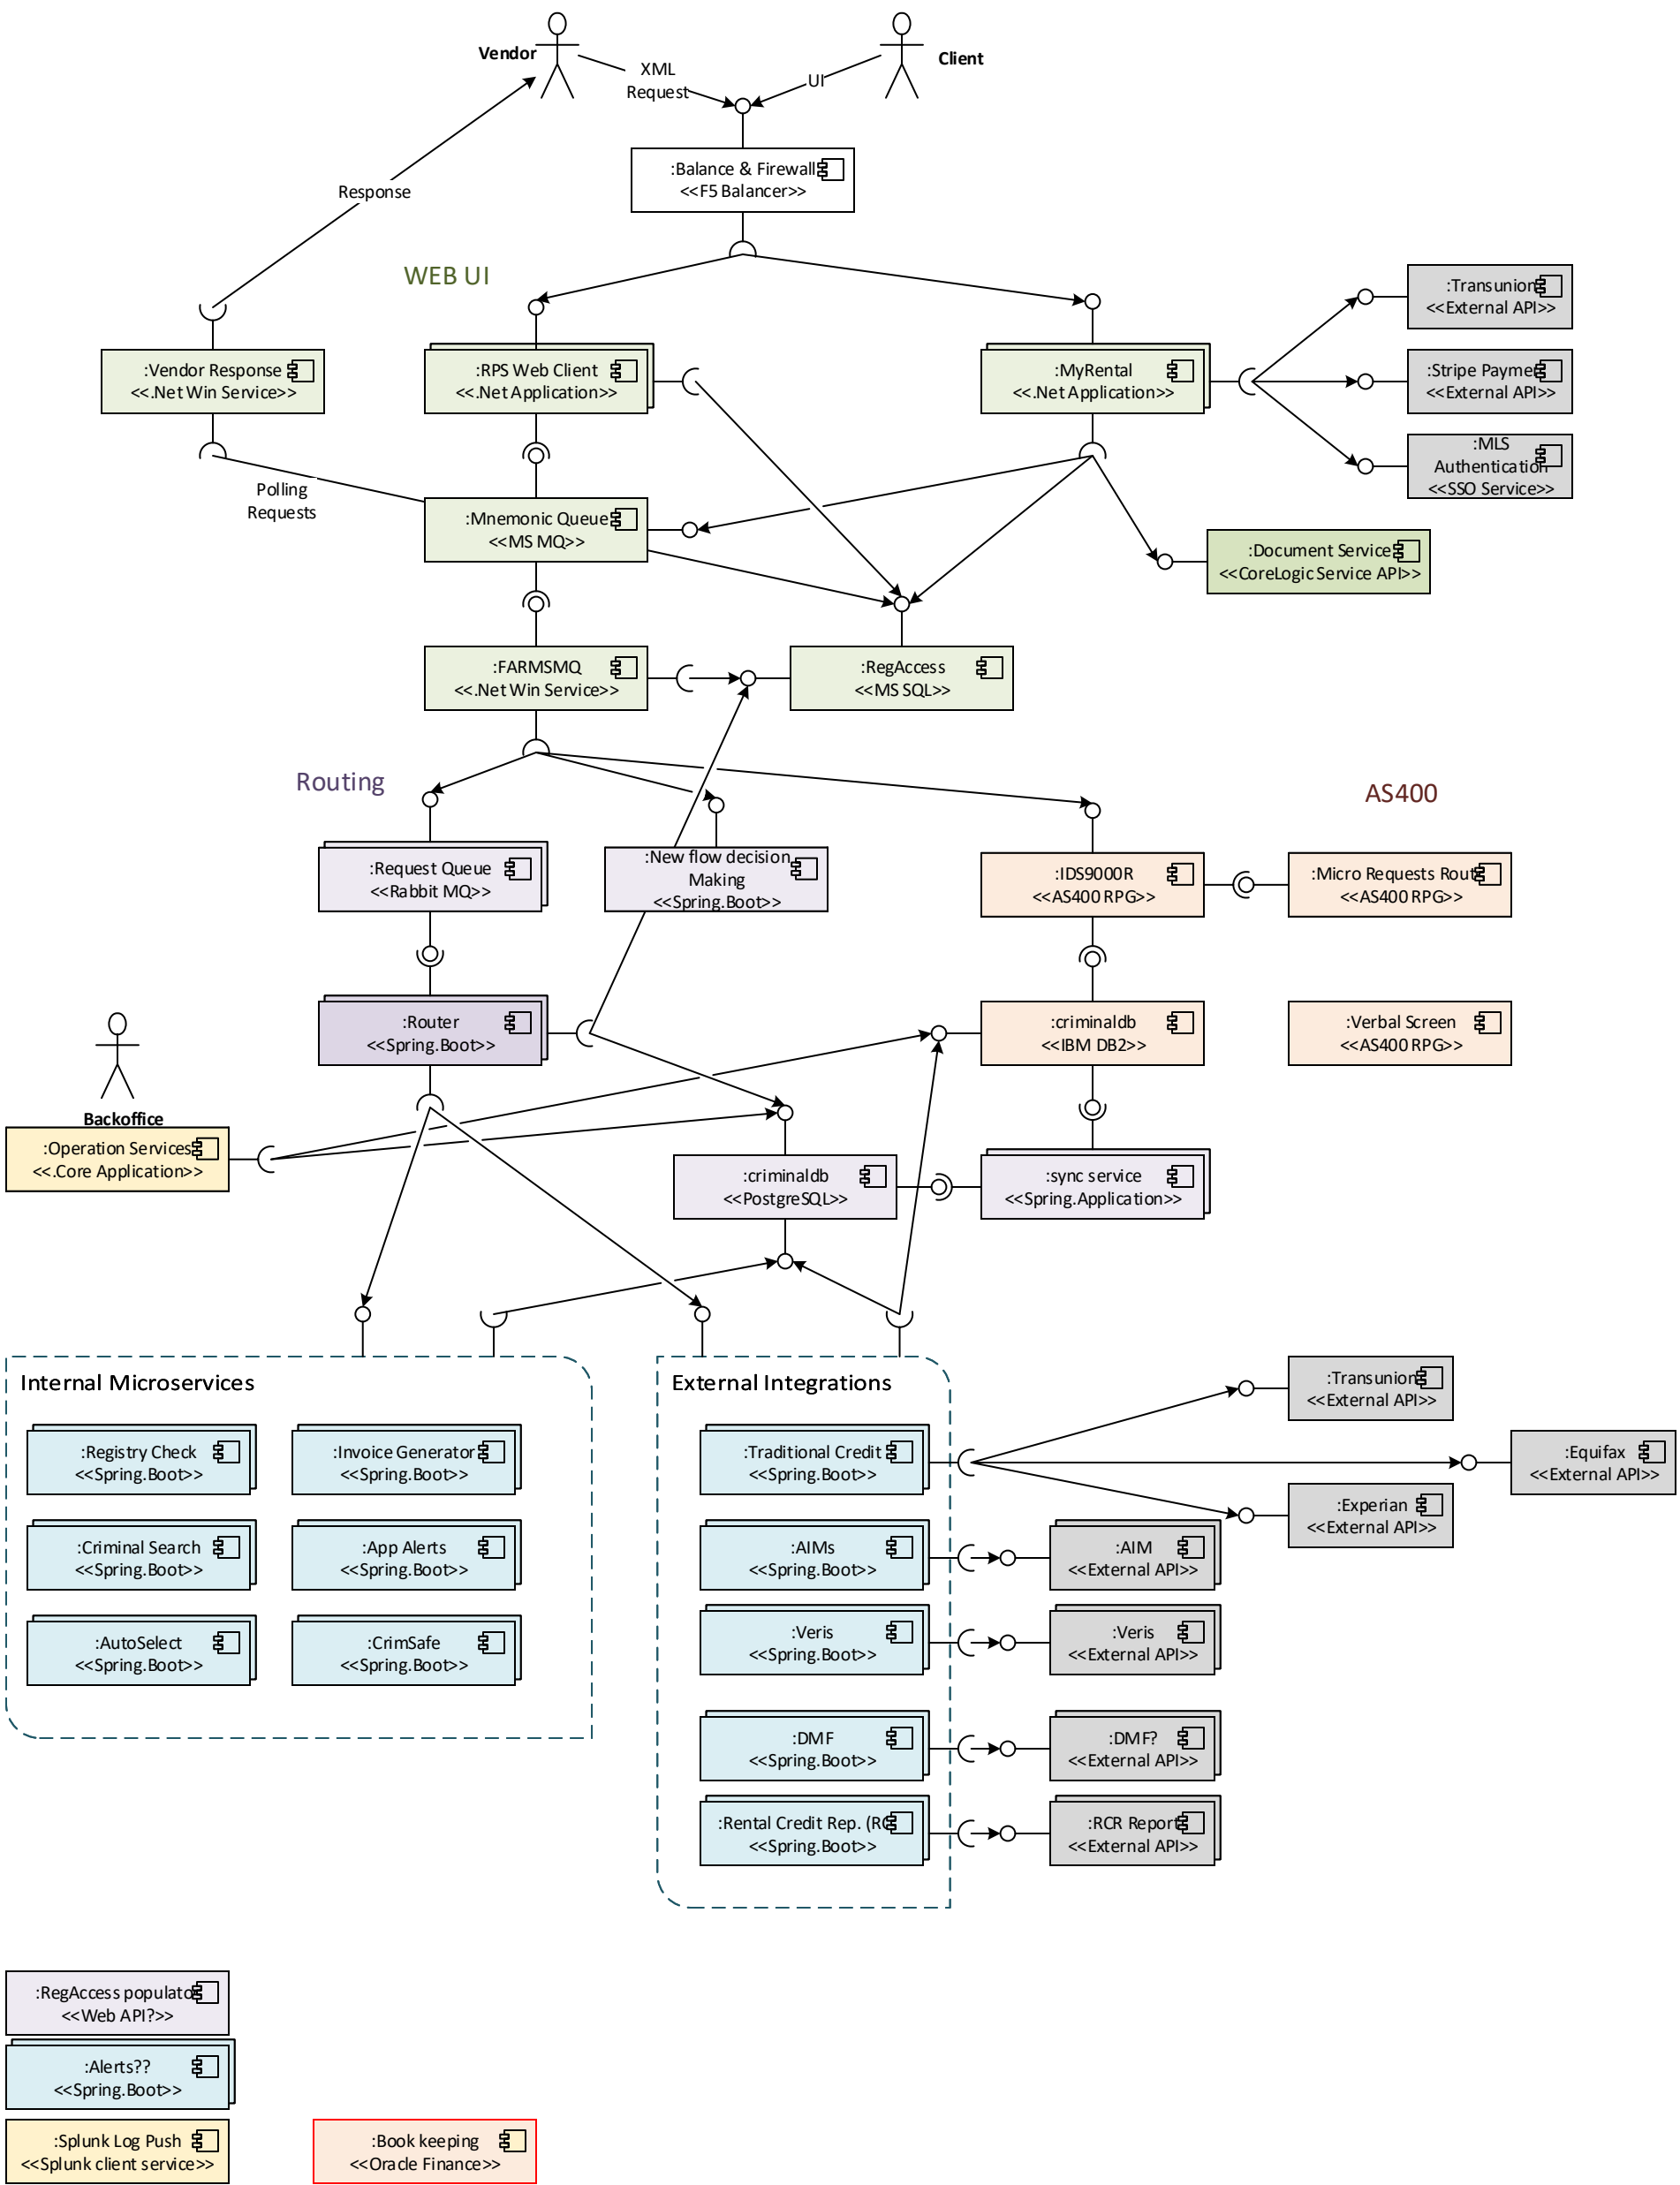 Vendor
Client
XML
Request
UI
:Balance & Firewall
<<F5 Balancer>>
Response
WEB UI
:Transunion
<<External API>>
:Vendor Response
<<.Net Win Service>>
:RPS Web Client
<<.Net Application>>
:MyRental
<<.Net Application>>
:Stripe Payme
<<External API>>
:MLS
Authentication
<<SSO Service>>
Polling
Requests
:Mnemonic Queue
<<MS MQ>>
:Document Service
<<CoreLogic Service API>>
:FARMSMQ
<<.Net Win Service>>
:RegAccess
<<MS SQL>>
Routing
AS400
:Request Queue
<<Rabbit MQ>>
:New flow decision
Making
<<Spring.Boot>>
:IDS9000R
<<AS400 RPG>>
:Micro Requests Rout
<<AS400 RPG>>
:Router
<<Spring.Boot>>
:criminaldb
<<IBM DB2>>
:Verbal Screen
<<AS400 RPG>>
Backoffice
:Operation Services
<<.Core Application>>
:criminaldb
<<PostgreSQL>>
:sync service
<<Spring.Application>>
Internal Microservices
External Integrations
:Transunion
<<External API>>
:Registry Check
<<Spring.Boot>>
:Invoice Generator
<<Spring.Boot>>
:Traditional Credit
<<Spring.Boot>>
:Equifax
<<External API>>
:Experian
<<External API>>
:Criminal Search
<<Spring.Boot>>
:App Alerts
<<Spring.Boot>>
:AIMs
<<Spring.Boot>>
:AIM
<<External API>>
:AutoSelect
<<Spring.Boot>>
:CrimSafe
<<Spring.Boot>>
:Veris
<<Spring.Boot>>
:Veris
<<External API>>
:DMF
<<Spring.Boot>>
:DMF?
<<External API>>
:Rental Credit Rep. (RC
<<Spring.Boot>>
:RCR Report
<<External API>>
:RegAccess populato
<<Web API?>>
:Alerts??
<<Spring.Boot>>
:Splunk Log Push
<<Splunk client service>>
:Book keeping
<<Oracle Finance>>